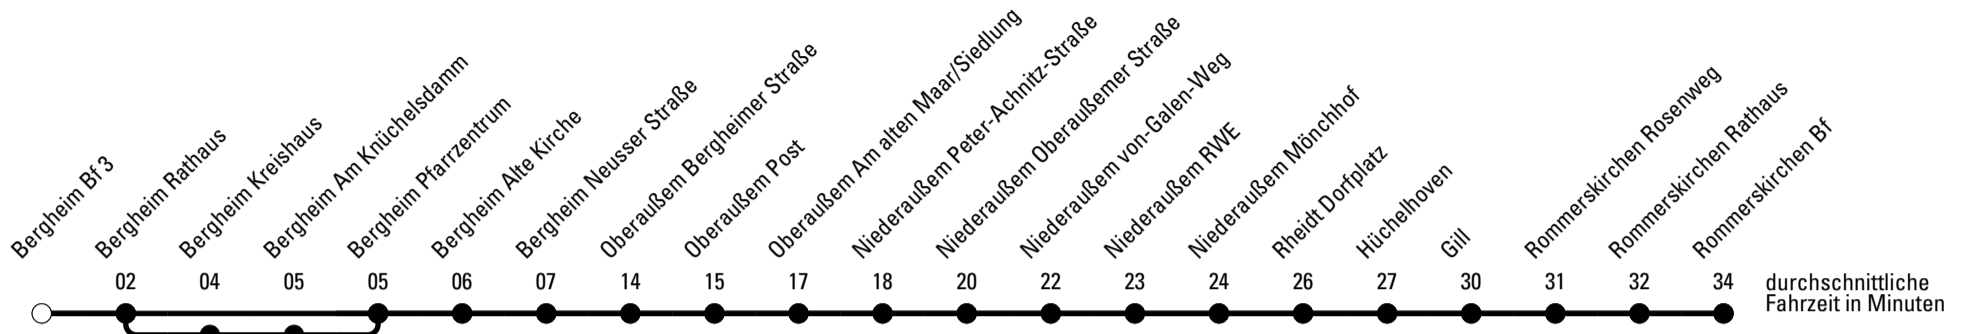 Bergheim Bf 3
Bergheim Rathaus
Bergheim Kreishaus
Bergheim Am Knüchelsdamm
Bergheim Pfarrzentrum
Bergheim Alte Kirche
Bergheim Neusser Straße
Oberaußem Bergheimer Straße
Oberaußem Post
Oberaußem Am alten Maar/Siedlung
Niederaußem Peter-Achnitz-Straße
Niederaußem Oberaußemer Straße
Niederaußem von-Galen-Weg
Niederaußem RWE
Niederaußem Mönchhof
Rheidt Dorfplatz
Hüchelhoven
Gill
Rommerskirchen Rosenweg
Rommerskirchen Rathaus
Rommerskirchen Bf
02 04 05 05 06 07 14 15 17 18 20 22 23 24 26 27 30 31 32 34
durchschnittliche
Fahrzeit in Minuten